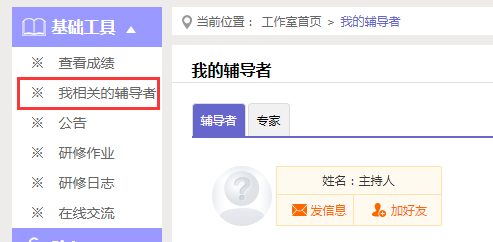 基础工具
※ 查看成绩
※ 我相关的辅导者
※ 公告
※ 研修作业
※ 研修日志
※ 在线交流
当前位置： 工作室首页 > 我的辅导者
我的辅导者
辅导者 专家
姓名：主持人
发信息 加好友